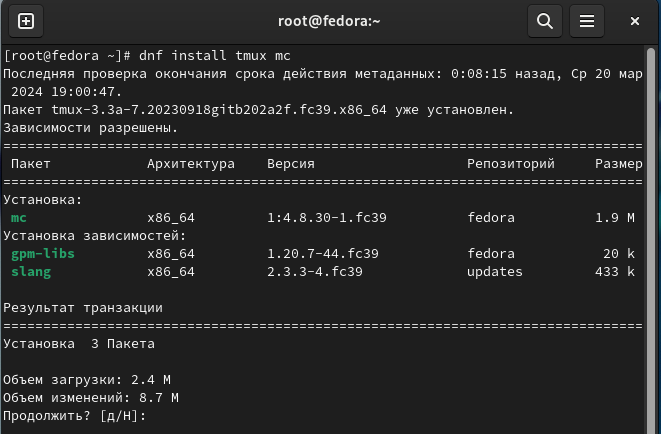 root@fedora:~
[root@fedora ~]# dnf install tmux mc
Последняя проверка окончания срока действия метаданных: 0:08:15 назад, Ср 20 мар
2024 19:00:47.
Пакет tmux-3.3a-7.20230918gitb202a2f.fc39.x86_64 уже установлен.
Зависимости разрешены.
================================================================================
Пакет Архитектура Версия Репозиторий Размер
================================================================================
Установка:
mc x86_64 1:4.8.30-1.fc39 fedora 1.9 M
Установка зависимостей:
gpm-libs x86_64 1.20.7-44.fc39 fedora 20 k
slang x86_64 2.3.3-4.fc39 updates 433 k
Результат транзакции
================================================================================
Установка 3 Пакета
Объем загрузки: 2.4 M
Объем изменений: 8.7 M
Продолжить? [д/Н]: